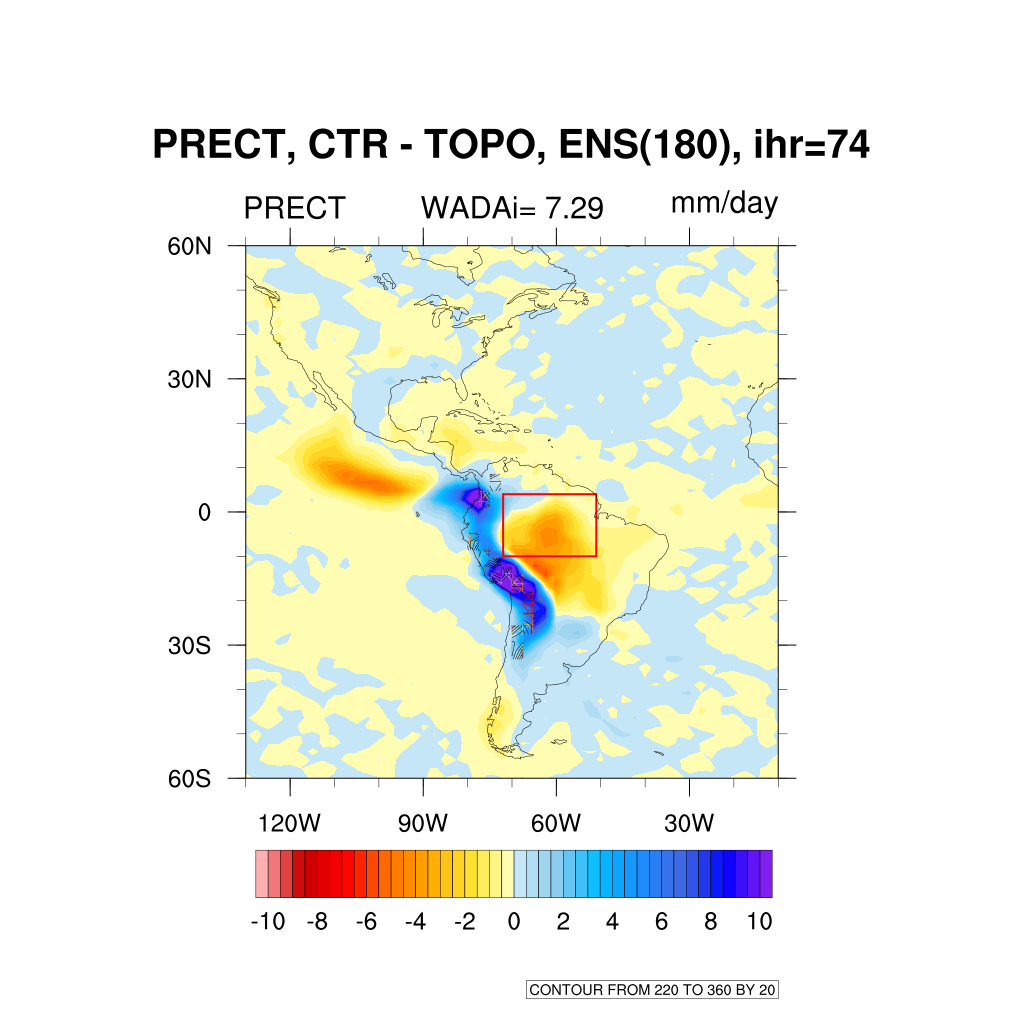 PRECT, CTR - TOPO, ENS(180), ihr=74
PRECT WADAi= 7.29 mm/day
60N
30N
0
30S
60S
120W 90W 60W 30W
-10 -8 -6 -4 -2 0 2 4 6 8 10
CONTOUR FROM 220 TO 360 BY 20